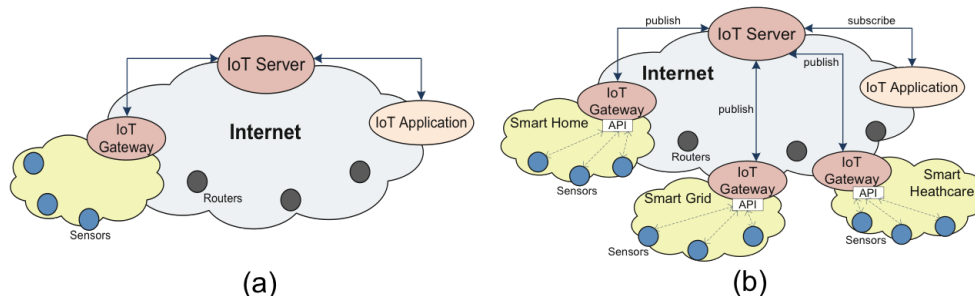 IoT Server
Internet
IoT
Gateway
IoT Application
Routers
Sensors
(a)
publish
subscribe
IoT Server
Internet
publish
IoT Application
IoT
Gateway
API
Smart Home
publish
Routers
Sensors
IoT
Gateway
API
Smart Grid
Sensors
IoT
Gateway
API
Smart
Heathcare
Sensors
(b)